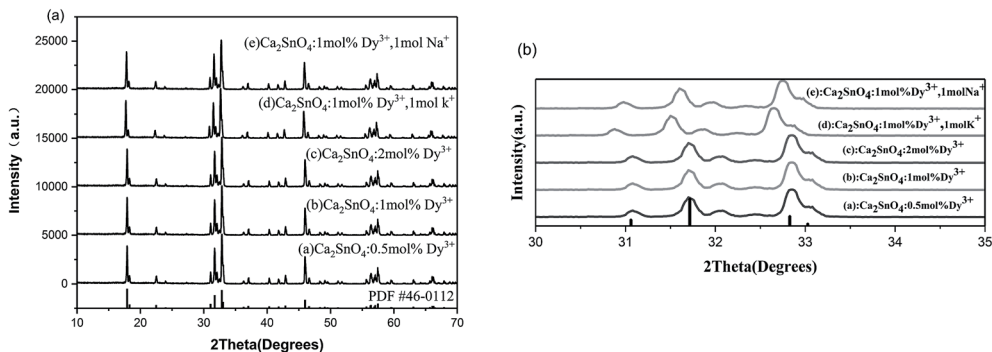 (a)
25000
20000
15000
10000
5000
0
Intensity (a.u.)
(e)Ca₂SnO₄:1mol% Dy³⁺,1mol Na⁺
(d)Ca₂SnO₄:1mol% Dy³⁺,1mol k⁺
(c)Ca₂SnO₄:2mol% Dy³⁺
(b)Ca₂SnO₄:1mol% Dy³⁺
(a)Ca₂SnO₄:0.5mol% Dy³⁺
PDF #46-0112
10 20 30 40 50 60 70
2Theta(Degrees)
(b)
Intensity(a.u.)
(e):Ca₂SnO₄:1mol%Dy³⁺,1molNa⁺
(d):Ca₂SnO₄:1mol%Dy³⁺,1molK⁺
(c):Ca₂SnO₄:2mol%Dy³⁺
(b):Ca₂SnO₄:1mol%Dy³⁺
(a):Ca₂SnO₄:0.5mol%Dy³⁺
30 31 32 33 34 35
2Theta(Degrees)